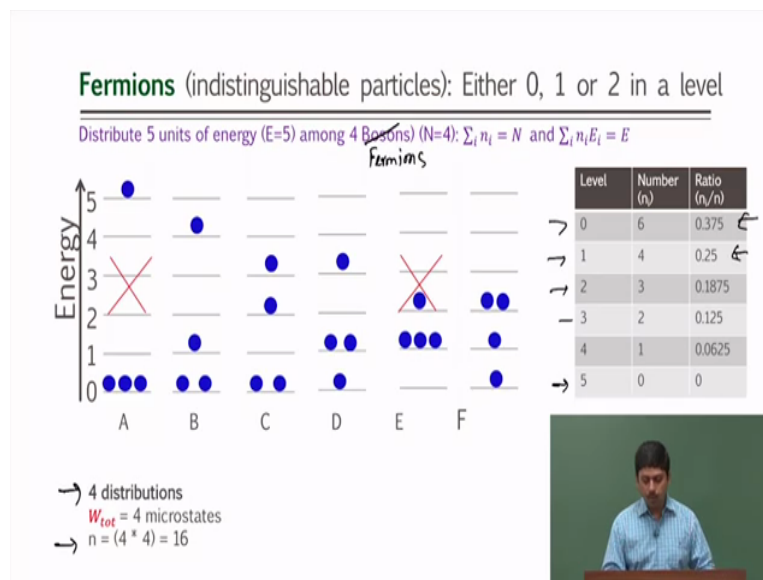 Fermions (indistinguishable particles): Either 0, 1 or 2 in a level
Distribute 5 units of energy (E=5) among 4 Bosons) (N=4): ∑ᵢ nᵢ = N and ∑ᵢ nᵢEᵢ = E
Fermions
Energy
5
4
3
2
1
0
A B C D E F
Level Number (nᵢ) Ratio (nᵢ/n)
0 6 0.375
1 4 0.25
2 3 0.1875
3 2 0.125
4 1 0.0625
5 0 0
4 distributions
Wtot = 4 microstates
n = (4 * 4) = 16